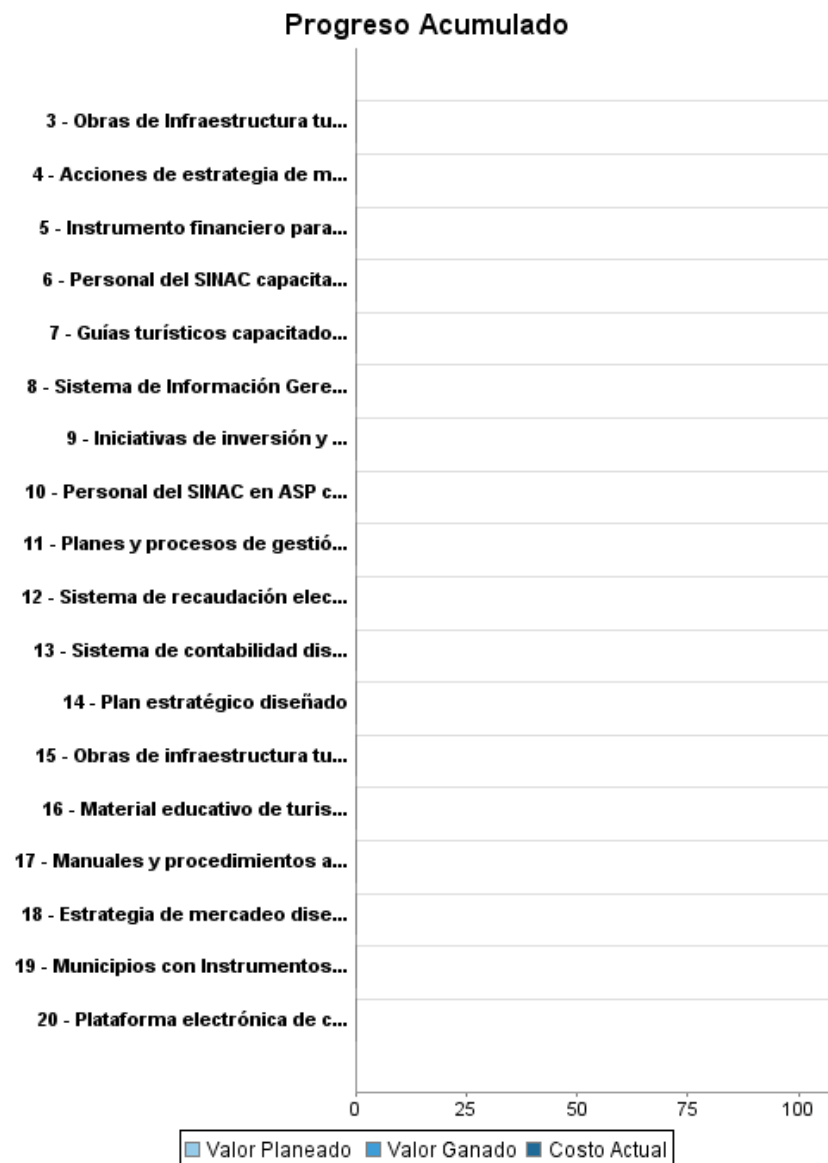 Progreso Acumulado
3 - Obras de Infraestructura tu...
4 - Acciones de estrategia de m...
5 - Instrumento financiero para...
6 - Personal del SINAC capacita...
7 - Guías turísticos capacitado...
8 - Sistema de Información Gere...
9 - Iniciativas de inversión y ...
10 - Personal del SINAC en ASP c...
11 - Planes y procesos de gestió...
12 - Sistema de recaudación elec...
13 - Sistema de contabilidad dis...
14 - Plan estratégico diseñado
15 - Obras de infraestructura tu...
16 - Material educativo de turis...
17 - Manuales y procedimientos a...
18 - Estrategia de mercadeo dise...
19 - Municipios con Instrumentos...
20 - Plataforma electrónica de c...
0 25 50 75 100
Valor Planeado Valor Ganado Costo Actual